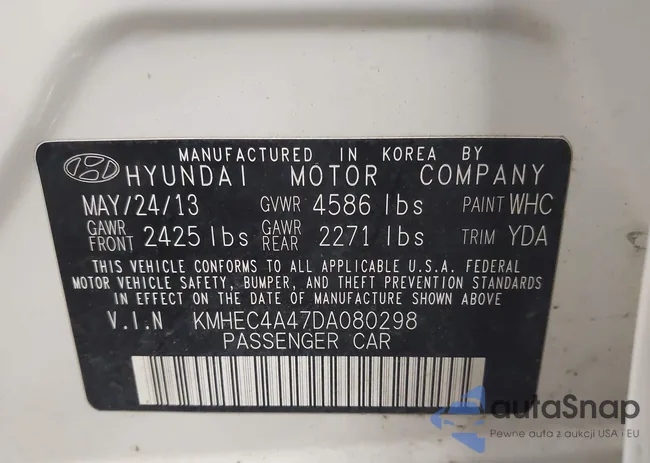 MANUFACTURED IN KOREA BY
HYUNDAI MOTOR COMPANY
MAY/24/13 GVWR 4586 lbs PAINT WHC
GAWR FRONT 2425 lbs GAWR REAR 2271 lbs TRIM YDA
THIS VEHICLE CONFORMS TO ALL APPLICABLE U.S.A. FEDERAL
MOTOR VEHICLE SAFETY, BUMPER, AND THEFT PREVENTION STANDARDS
IN EFFECT ON THE DATE OF MANUFACTURE SHOWN ABOVE
V.I.N KMHEC4A47DA080298
PASSENGER CAR
autaSnap
Pewne auta z aukcji USA i EU